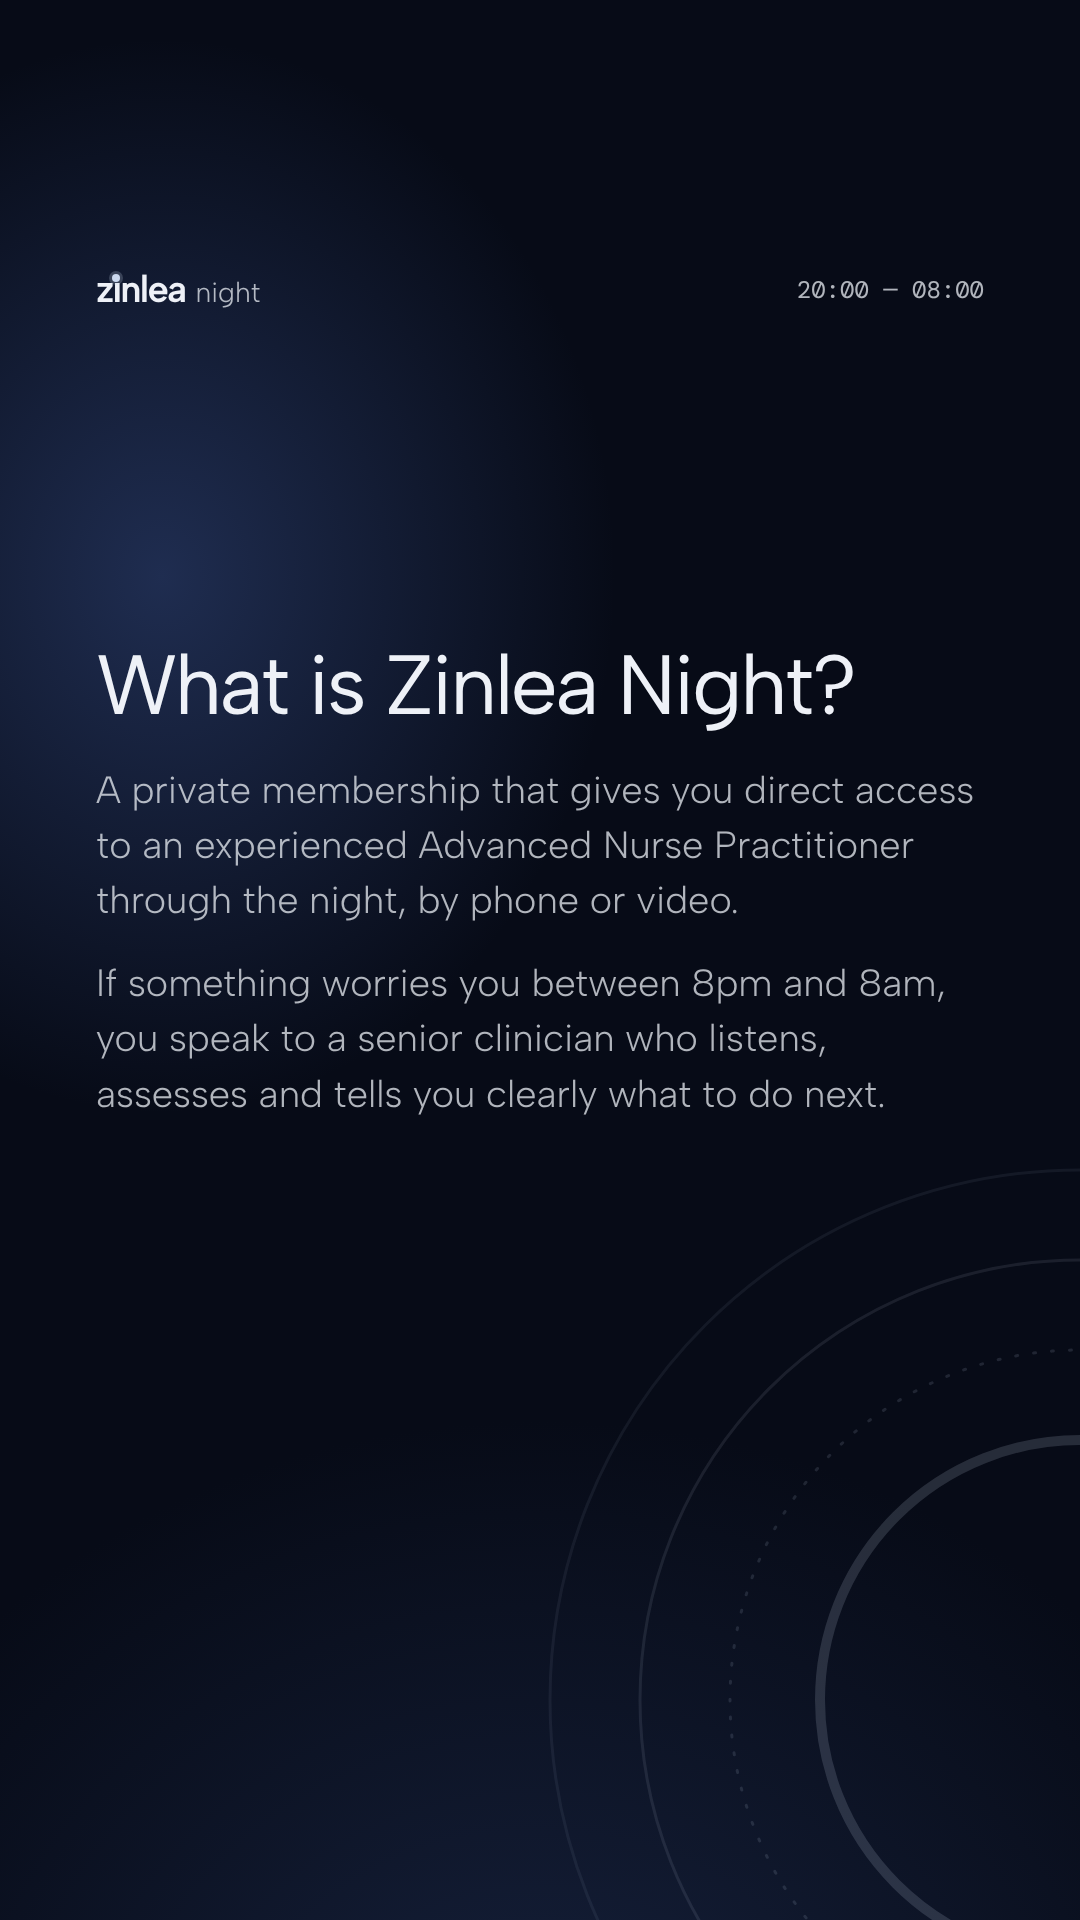 zinlea night
20:00 — 08:00
What is Zinlea Night?
A private membership that gives you direct access
to an experienced Advanced Nurse Practitioner
through the night, by phone or video.
If something worries you between 8pm and 8am,
you speak to a senior clinician who listens,
assesses and tells you clearly what to do next.